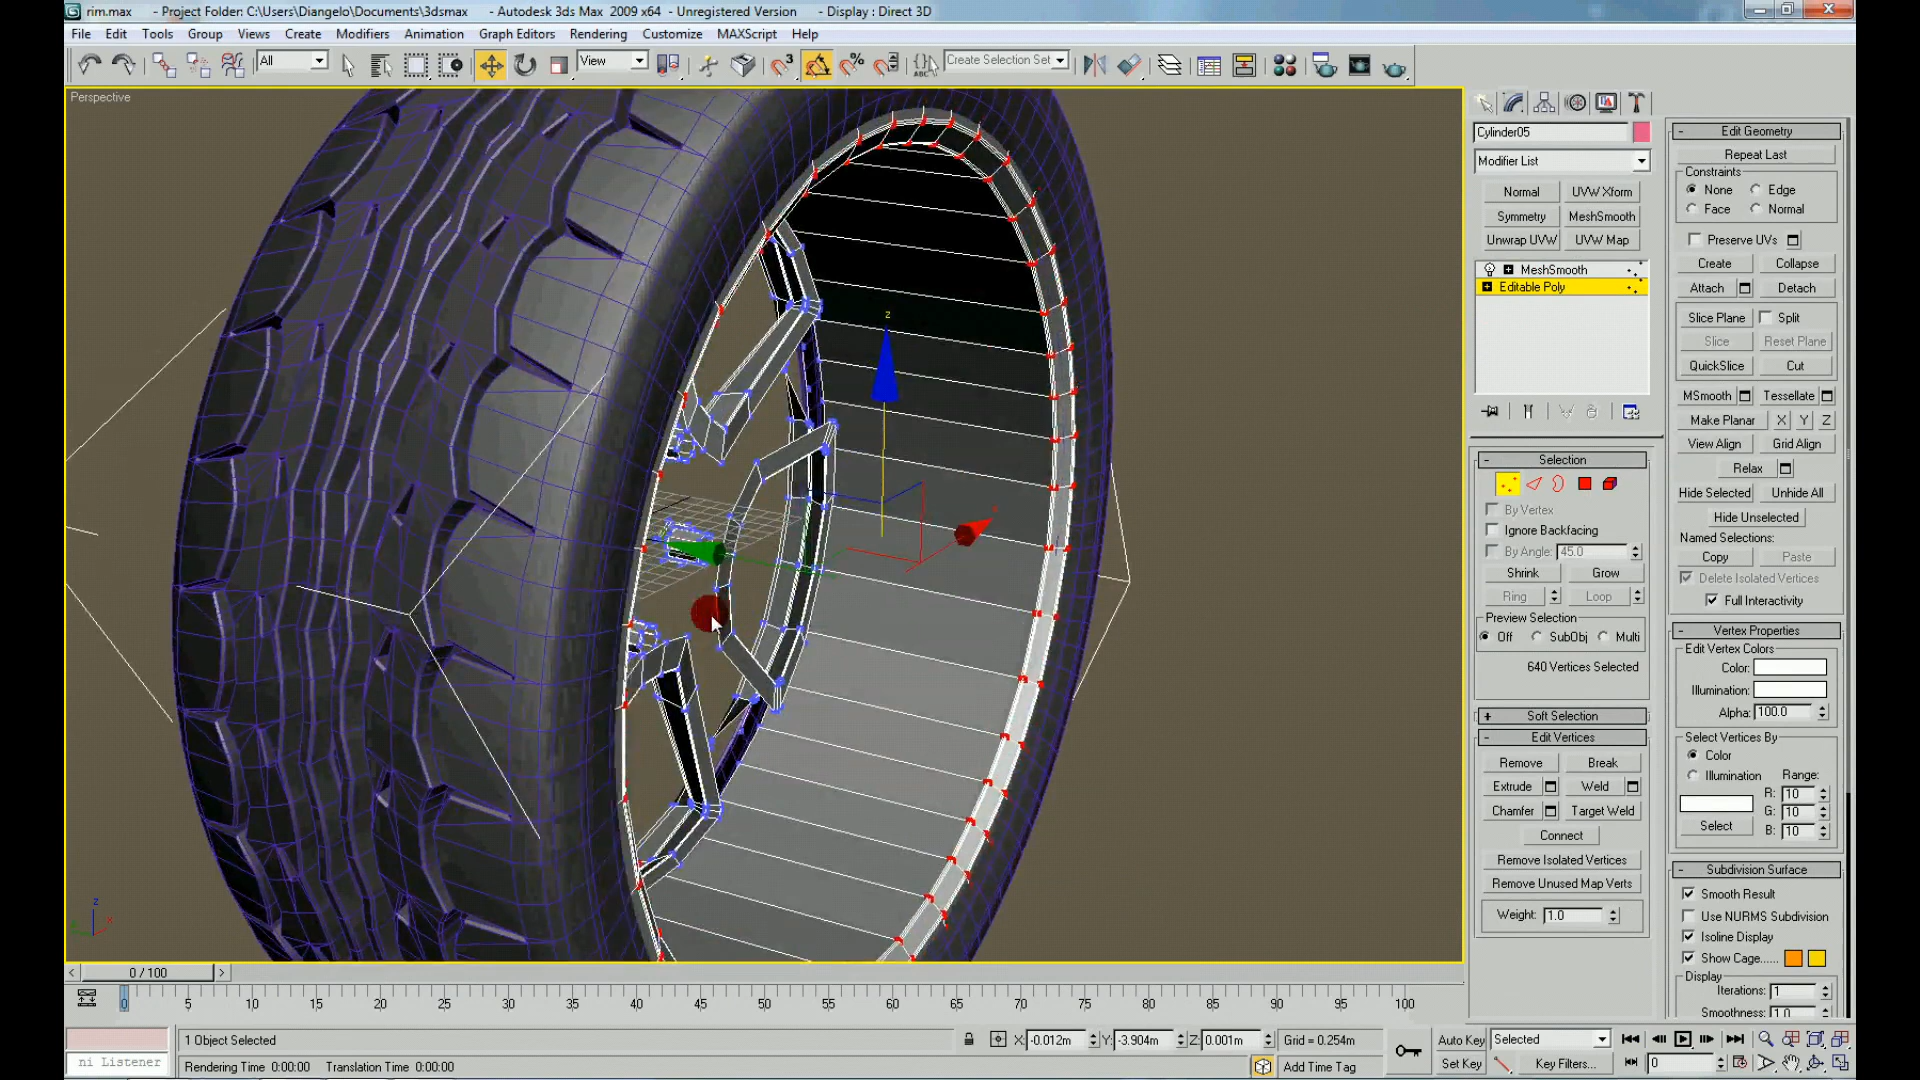 rim.max - Project Folder: C:\Users\Diangelo\Documents\3dsmax - Autodesk 3ds Max 2009 x64 - Unregistered Version - Display : Direct 3D
File Edit Tools Group Views Create Modifiers Animation Graph Editors Rendering Customize MAXScript Help
All View 3 % ABC Create Selection Set
Perspective
z
x
z
x
0 / 100
0 5 10 15 20 25 30 35 40 45 50 55 60 65 70 75 80 85 90 95 100
ni Listener
1 Object Selected
Rendering Time 0:00:00 Translation Time 0:00:00
X: -0.012m Y: -3.904m Z: 0.001m Grid = 0.254m
Add Time Tag
Auto Key Selected
Set Key Key Filters... 0
Cylinder05
Modifier List
Normal UVW Xform
Symmetry MeshSmooth
Unwrap UVW UVW Map
MeshSmooth
Editable Poly
- Selection
By Vertex
Ignore Backfacing
By Angle: 45.0
Shrink Grow
Ring Loop
Preview Selection
Off SubObj Multi
640 Vertices Selected
+ Soft Selection
- Edit Vertices
Remove Break
Extrude Weld
Chamfer Target Weld
Connect
Remove Isolated Vertices
Remove Unused Map Verts
Weight: 1.0
- Edit Geometry
Repeat Last
Constraints
None Edge
Face Normal
Preserve UVs
Create Collapse
Attach Detach
Slice Plane Split
Slice Reset Plane
QuickSlice Cut
MSmooth Tessellate
Make Planar X Y Z
View Align Grid Align
Relax
Hide Selected Unhide All
Hide Unselected
Named Selections:
Copy Paste
Delete Isolated Vertices
Full Interactivity
- Vertex Properties
Edit Vertex Colors
Color:
Illumination:
Alpha: 100.0
Select Vertices By
Color
Illumination Range:
R: 10
G: 10
Select B: 10
- Subdivision Surface
Smooth Result
Use NURMS Subdivision
Isoline Display
Show Cage......
Display
Iterations: 1
Smoothness: 1.0